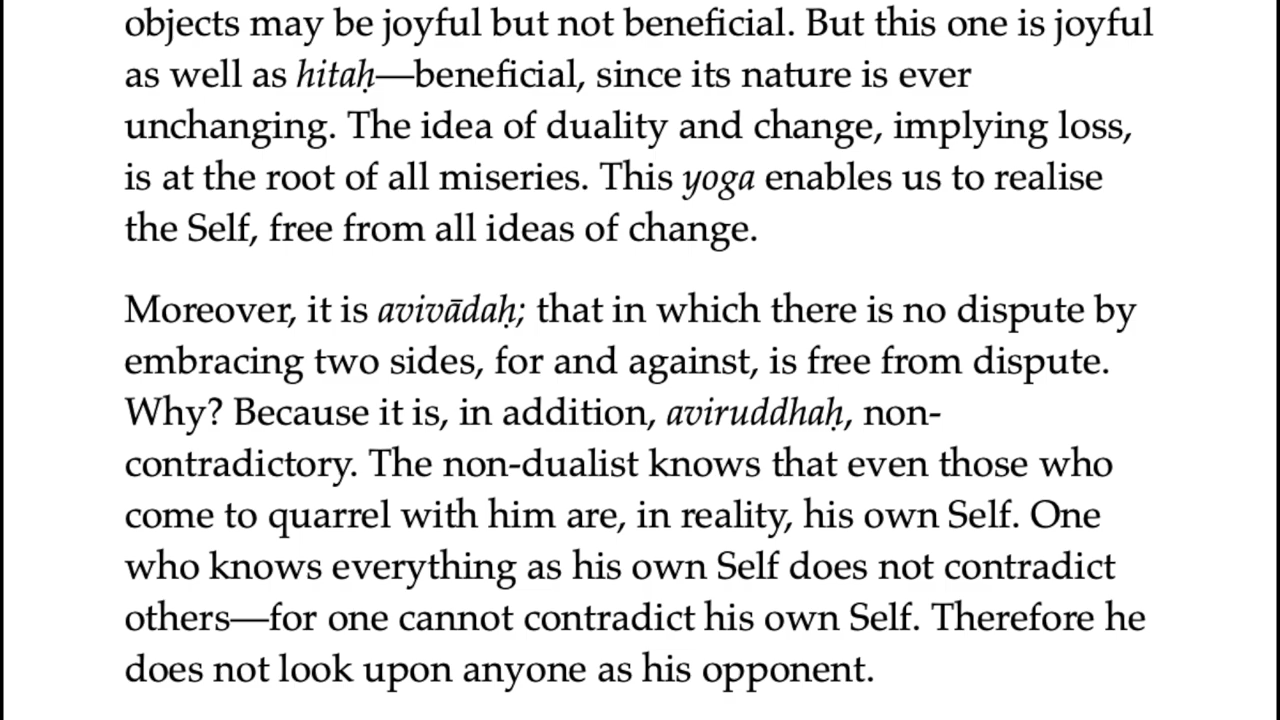 objects may be joyful but not beneficial. But this one is joyful
as well as hitaḥ—beneficial, since its nature is ever
unchanging. The idea of duality and change, implying loss,
is at the root of all miseries. This yoga enables us to realise
the Self, free from all ideas of change.
Moreover, it is avivādaḥ; that in which there is no dispute by
embracing two sides, for and against, is free from dispute.
Why? Because it is, in addition, aviruddhaḥ, non-
contradictory. The non-dualist knows that even those who
come to quarrel with him are, in reality, his own Self. One
who knows everything as his own Self does not contradict
others—for one cannot contradict his own Self. Therefore he
does not look upon anyone as his opponent.